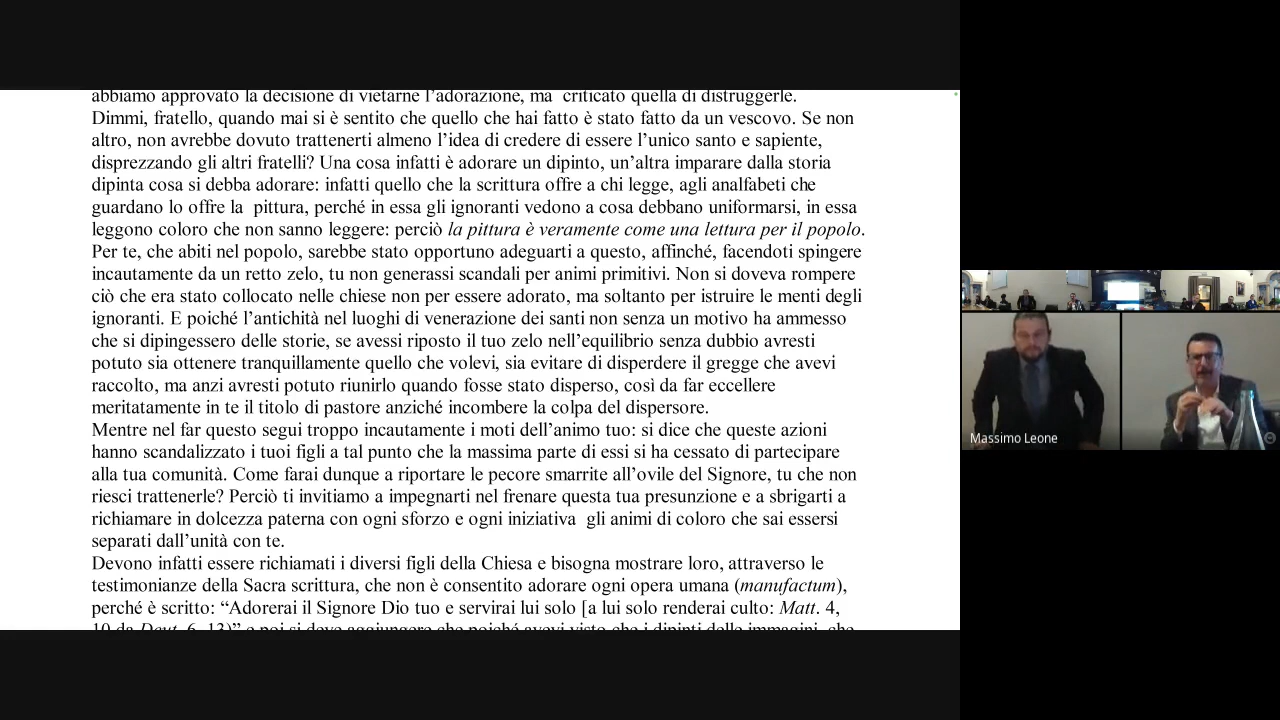 abbiamo approvato la decisione di vietarne l’adorazione, ma  criticato quella di distruggerle.
Dimmi, fratello, quando mai si è sentito che quello che hai fatto è stato fatto da un vescovo. Se non
altro, non avrebbe dovuto trattenerti almeno l’idea di credere di essere l’unico santo e sapiente,
disprezzando gli altri fratelli? Una cosa infatti è adorare un dipinto, un’altra imparare dalla storia
dipinta cosa si debba adorare: infatti quello che la scrittura offre a chi legge, agli analfabeti che
guardano lo offre la  pittura, perché in essa gli ignoranti vedono a cosa debbano uniformarsi, in essa
leggono coloro che non sanno leggere: perciò la pittura è veramente come una lettura per il popolo.
Per te, che abiti nel popolo, sarebbe stato opportuno adeguarti a questo, affinché, facendoti spingere
incautamente da un retto zelo, tu non generassi scandali per animi primitivi. Non si doveva rompere
ciò che era stato collocato nelle chiese non per essere adorato, ma soltanto per istruire le menti degli
ignoranti. E poiché l’antichità nel luoghi di venerazione dei santi non senza un motivo ha ammesso
che si dipingessero delle storie, se avessi riposto il tuo zelo nell’equilibrio senza dubbio avresti
potuto sia ottenere tranquillamente quello che volevi, sia evitare di disperdere il gregge che avevi
raccolto, ma anzi avresti potuto riunirlo quando fosse stato disperso, così da far eccellere
meritatamente in te il titolo di pastore anziché incombere la colpa del dispersore.
Mentre nel far questo segui troppo incautamente i moti dell’animo tuo: si dice che queste azioni
hanno scandalizzato i tuoi figli a tal punto che la massima parte di essi si ha cessato di partecipare
alla tua comunità. Come farai dunque a riportare le pecore smarrite all’ovile del Signore, tu che non
riesci trattenerle? Perciò ti invitiamo a impegnarti nel frenare questa tua presunzione e a sbrigarti a
richiamare in dolcezza paterna con ogni sforzo e ogni iniziativa  gli animi di coloro che sai essersi
separati dall’unità con te.
Devono infatti essere richiamati i diversi figli della Chiesa e bisogna mostrare loro, attraverso le
testimonianze della Sacra scrittura, che non è consentito adorare ogni opera umana (manufactum),
perché è scritto: “Adorerai il Signore Dio tuo e servirai lui solo [a lui solo renderai culto: Matt. 4,
10 da Deut. 6, 13)” e poi si deve aggiungere che poiché avevi visto che i dipinti delle immagini, che
Massimo Leone